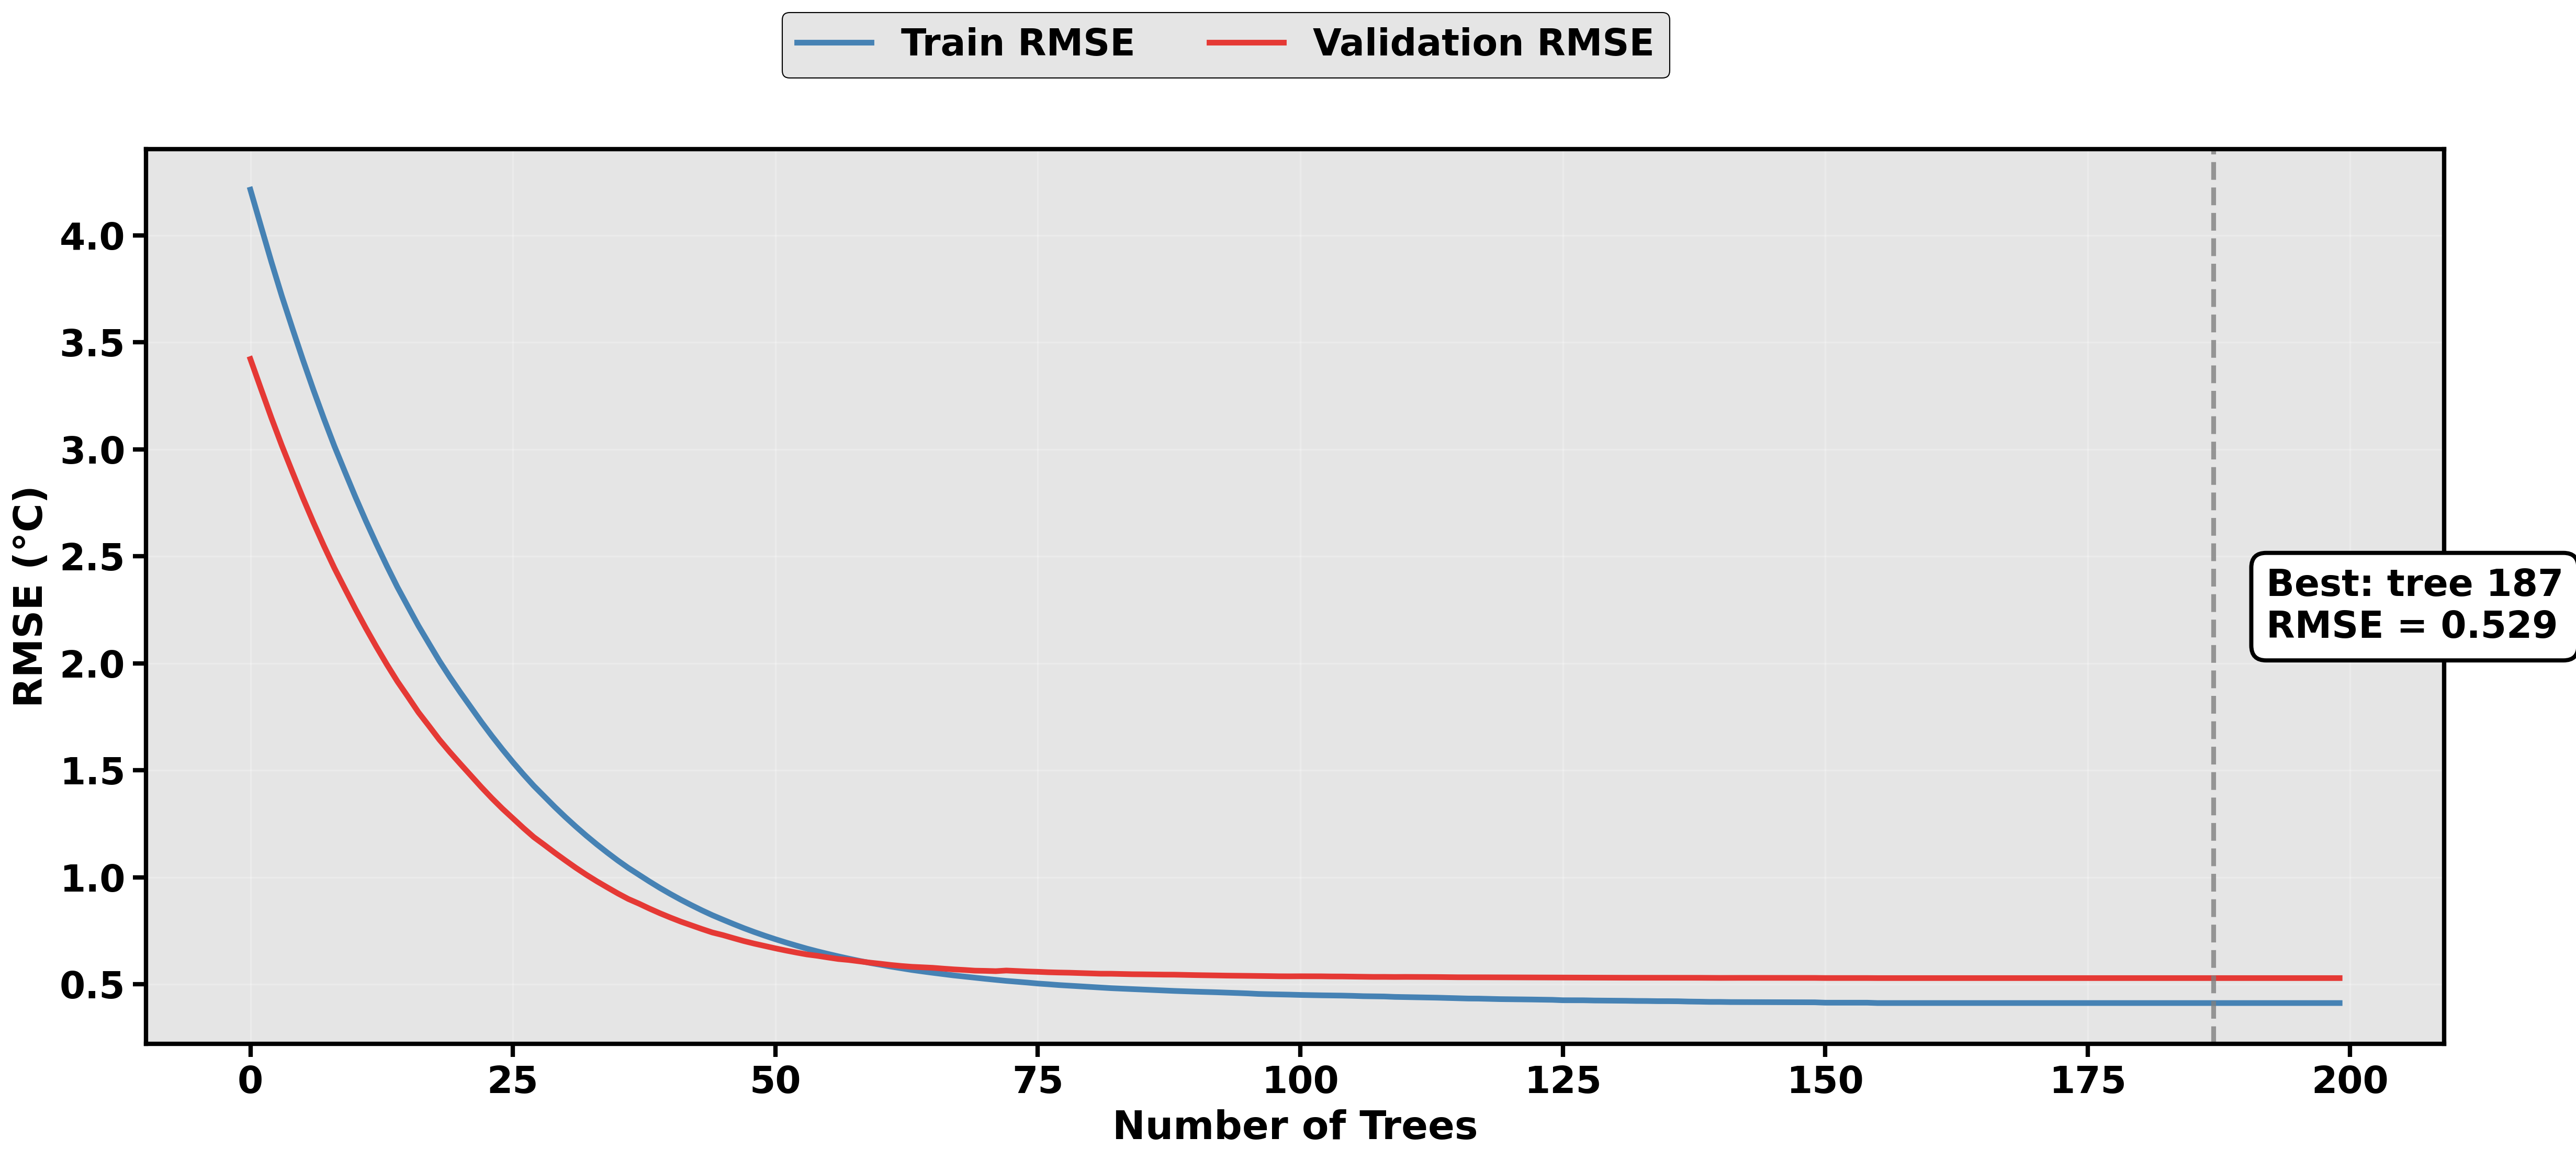 Train RMSE
Validation RMSE
RMSE (°C)
4.0
3.5
3.0
2.5
2.0
1.5
1.0
0.5
Best: tree 187
RMSE = 0.529
0 25 50 75 100 125 150 175 200
Number of Trees